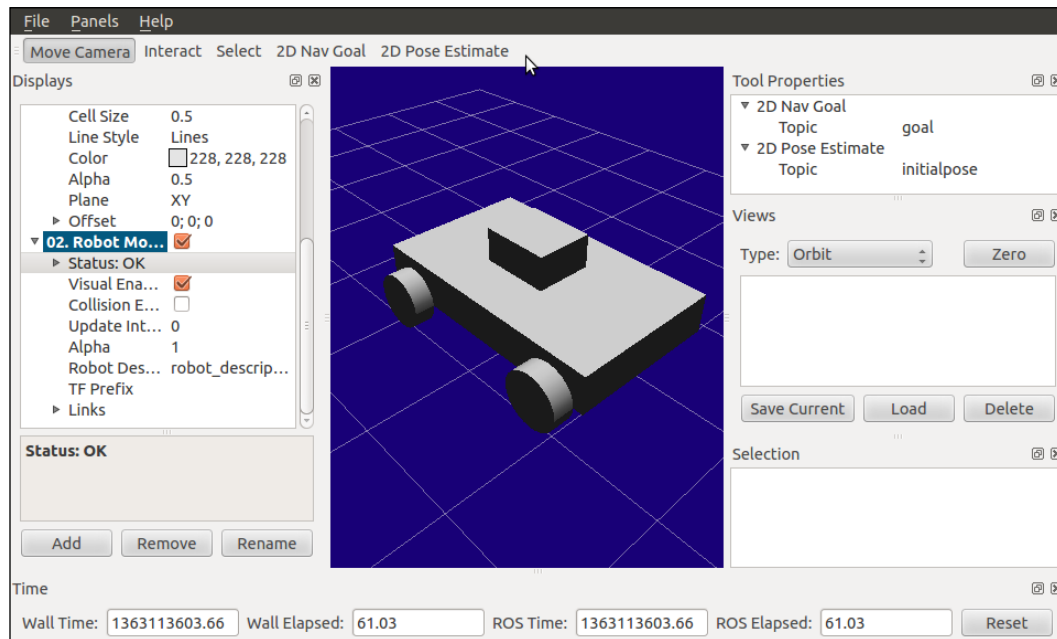 File Panels Help
Move Camera Interact Select 2D Nav Goal 2D Pose Estimate
Displays
Cell Size 0.5
Line Style Lines
Color 228, 228, 228
Alpha 0.5
Plane XY
Offset 0; 0; 0
02. Robot Mo...
Status: OK
Visual Ena...
Collision E...
Update Int... 0
Alpha 1
Robot Des... robot_descrip...
TF Prefix
Links
Status: OK
Add Remove Rename
Tool Properties
2D Nav Goal
Topic goal
2D Pose Estimate
Topic initialpose
Views
Type: Orbit Zero
Save Current Load Delete
Selection
Time
Wall Time: 1363113603.66 Wall Elapsed: 61.03 ROS Time: 1363113603.66 ROS Elapsed: 61.03 Reset